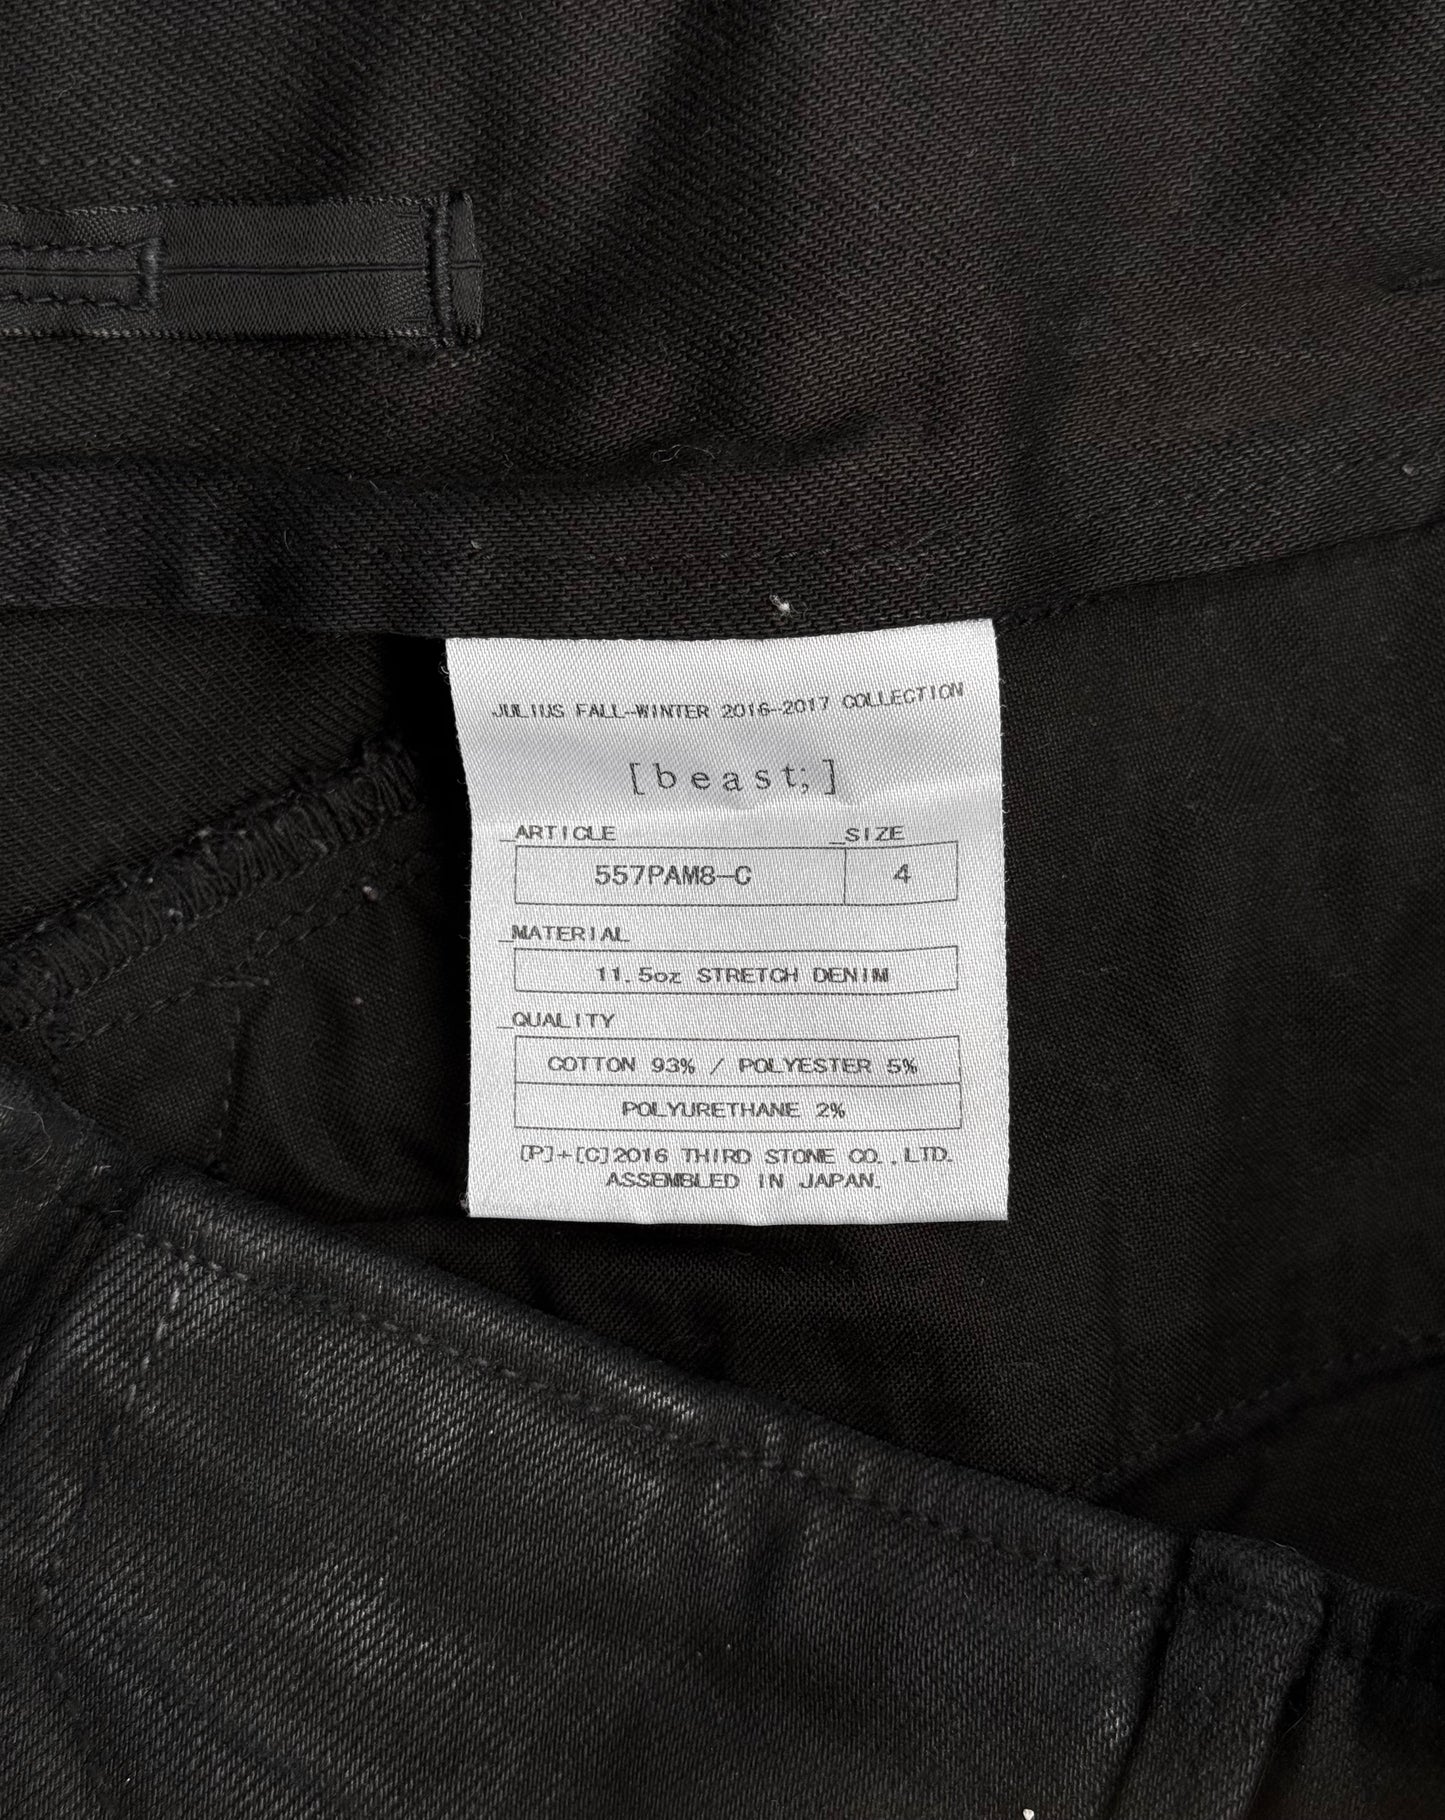 JULIUS FALL-WINTER 2016-2017 COLLECTION
[beast;]
_ARTICLE _SIZE
557PAM8-C 4
_MATERIAL
11.5oz STRETCH DENIM
_QUALITY
COTTON 93% / POLYESTER 5%
POLYURETHANE 2%
[P]+[C]2016 THIRD STONE CO.,LTD.
ASSEMBLED IN JAPAN.